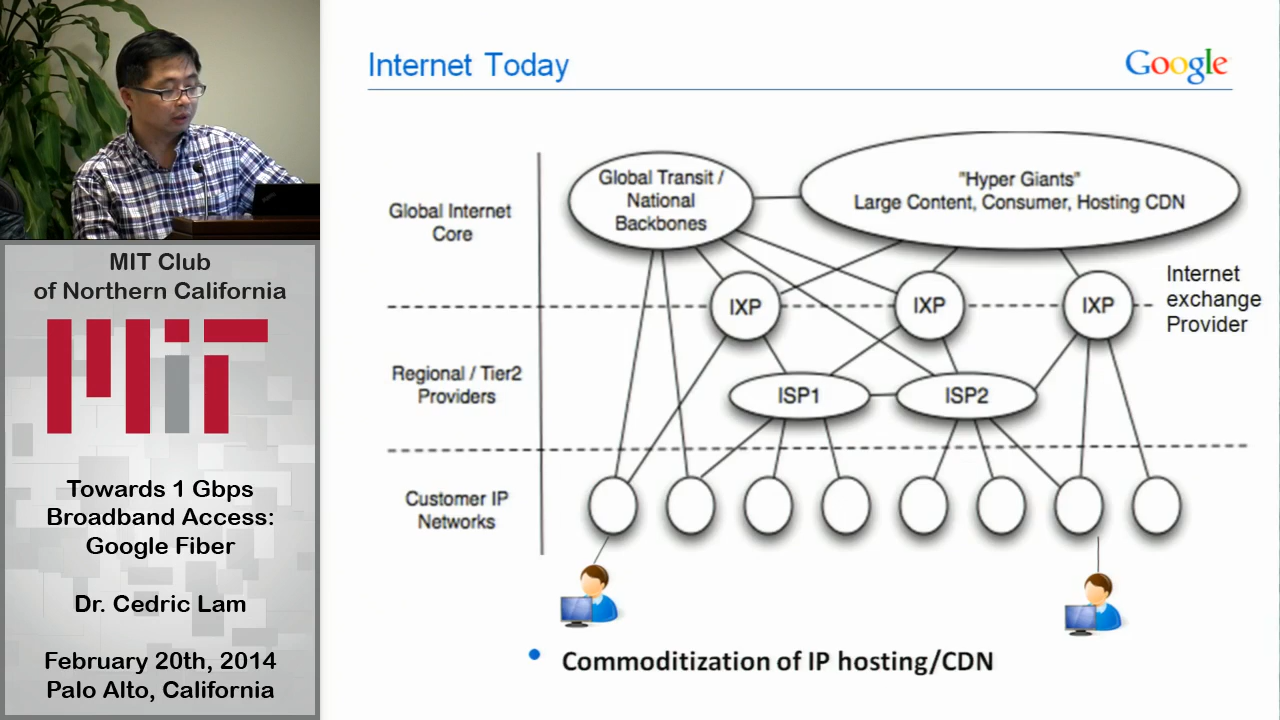 MIT Club
of Northern California
MiT
Towards 1 Gbps
Broadband Access:
Google Fiber
Dr. Cedric Lam
February 20th, 2014
Palo Alto, California
Internet Today
Google
Global Internet
Core
Global Transit /
National
Backbones
"Hyper Giants"
Large Content, Consumer, Hosting CDN
IXP
IXP
IXP
Internet
exchange
Provider
Regional / Tier2
Providers
ISP1
ISP2
Customer IP
Networks
• Commoditization of IP hosting/CDN